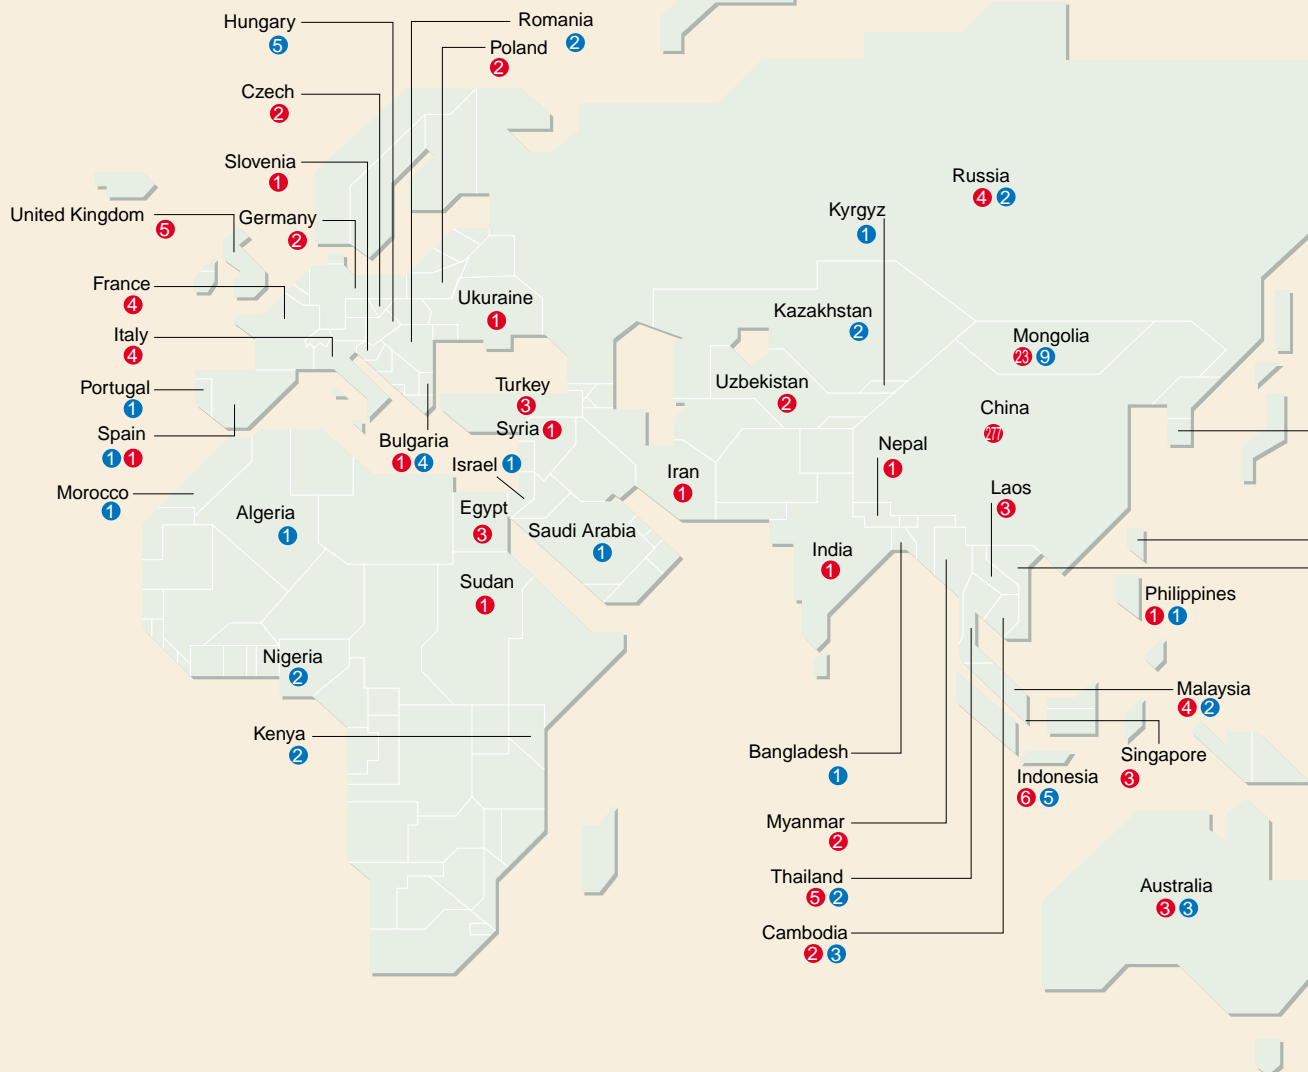 Hungary
5
Romania
2
Poland
2
Czech
2
Slovenia
1
United Kingdom
5
Germany
2
France
4
Italy
4
Portugal
1
Spain
1 1
Morocco
1
Ukuraine
1
Turkey
3
Syria 1
Bulgaria
1 4
Israel 1
Egypt
3
Algeria
1
Saudi Arabia
1
Sudan
1
Nigeria
2
Kenya
2
Russia
4 2
Kyrgyz
1
Kazakhstan
2
Mongolia
23 9
Uzbekistan
2
China
277
Nepal
1
Iran
1
Laos
3
India
1
Philippines
1 1
Malaysia
4 2
Singapore
3
Indonesia
6 5
Bangladesh
1
Myanmar
2
Thailand
5 2
Cambodia
2 3
Australia
3 3